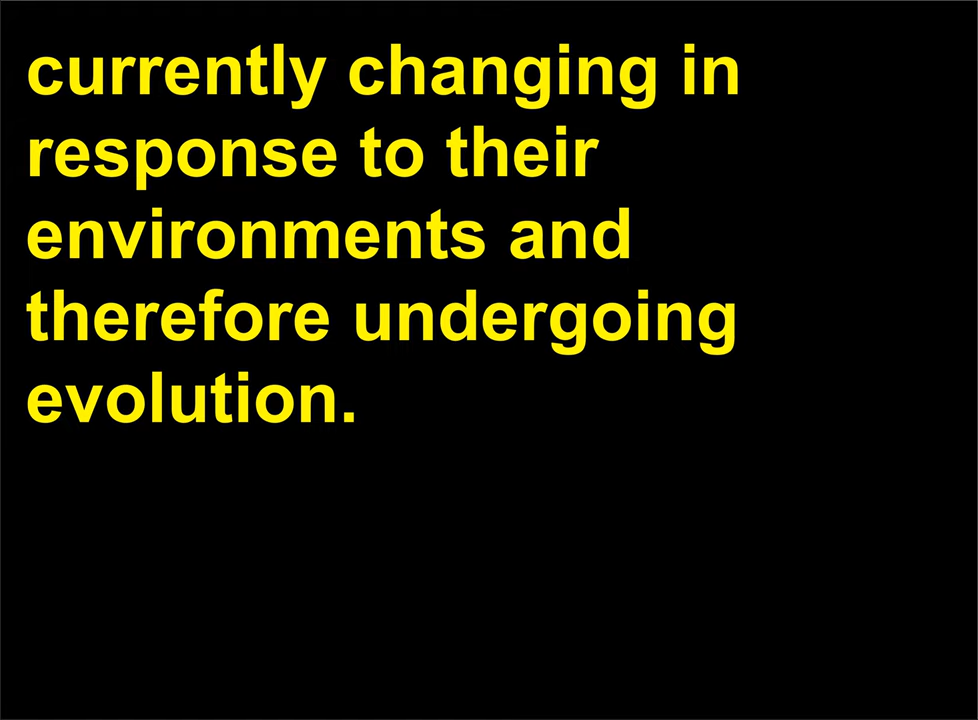 currently changing in
response to their
environments and
therefore undergoing
evolution.